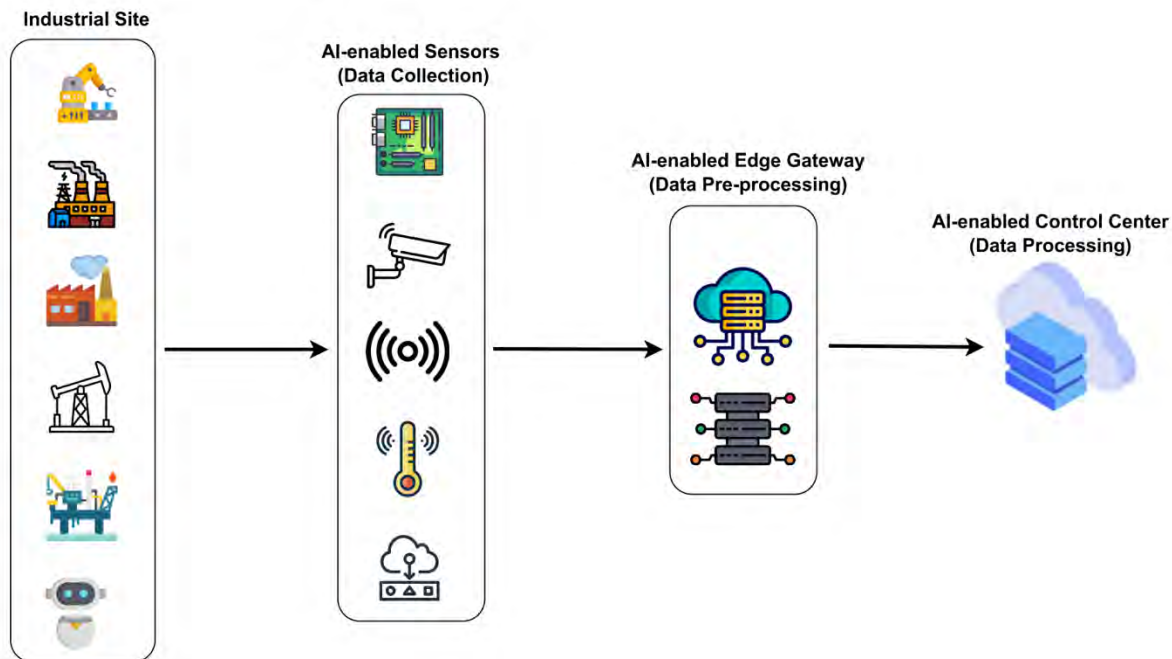 Industrial Site
AI-enabled Sensors
(Data Collection)
AI-enabled Edge Gateway
(Data Pre-processing)
AI-enabled Control Center
(Data Processing)